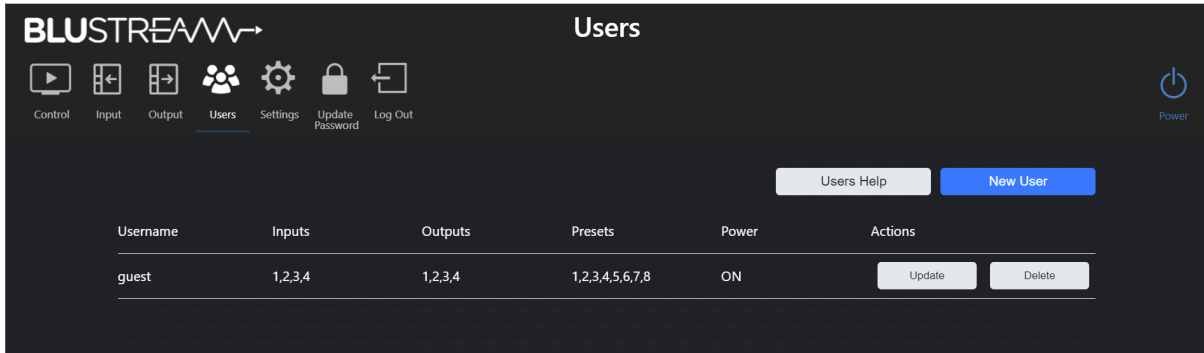 BLUSTREAM
Users
Control Input Output Users Settings Update Password Log Out
Power
Users Help New User
Username Inputs Outputs Presets Power Actions
guest 1,2,3,4 1,2,3,4 1,2,3,4,5,6,7,8 ON Update Delete